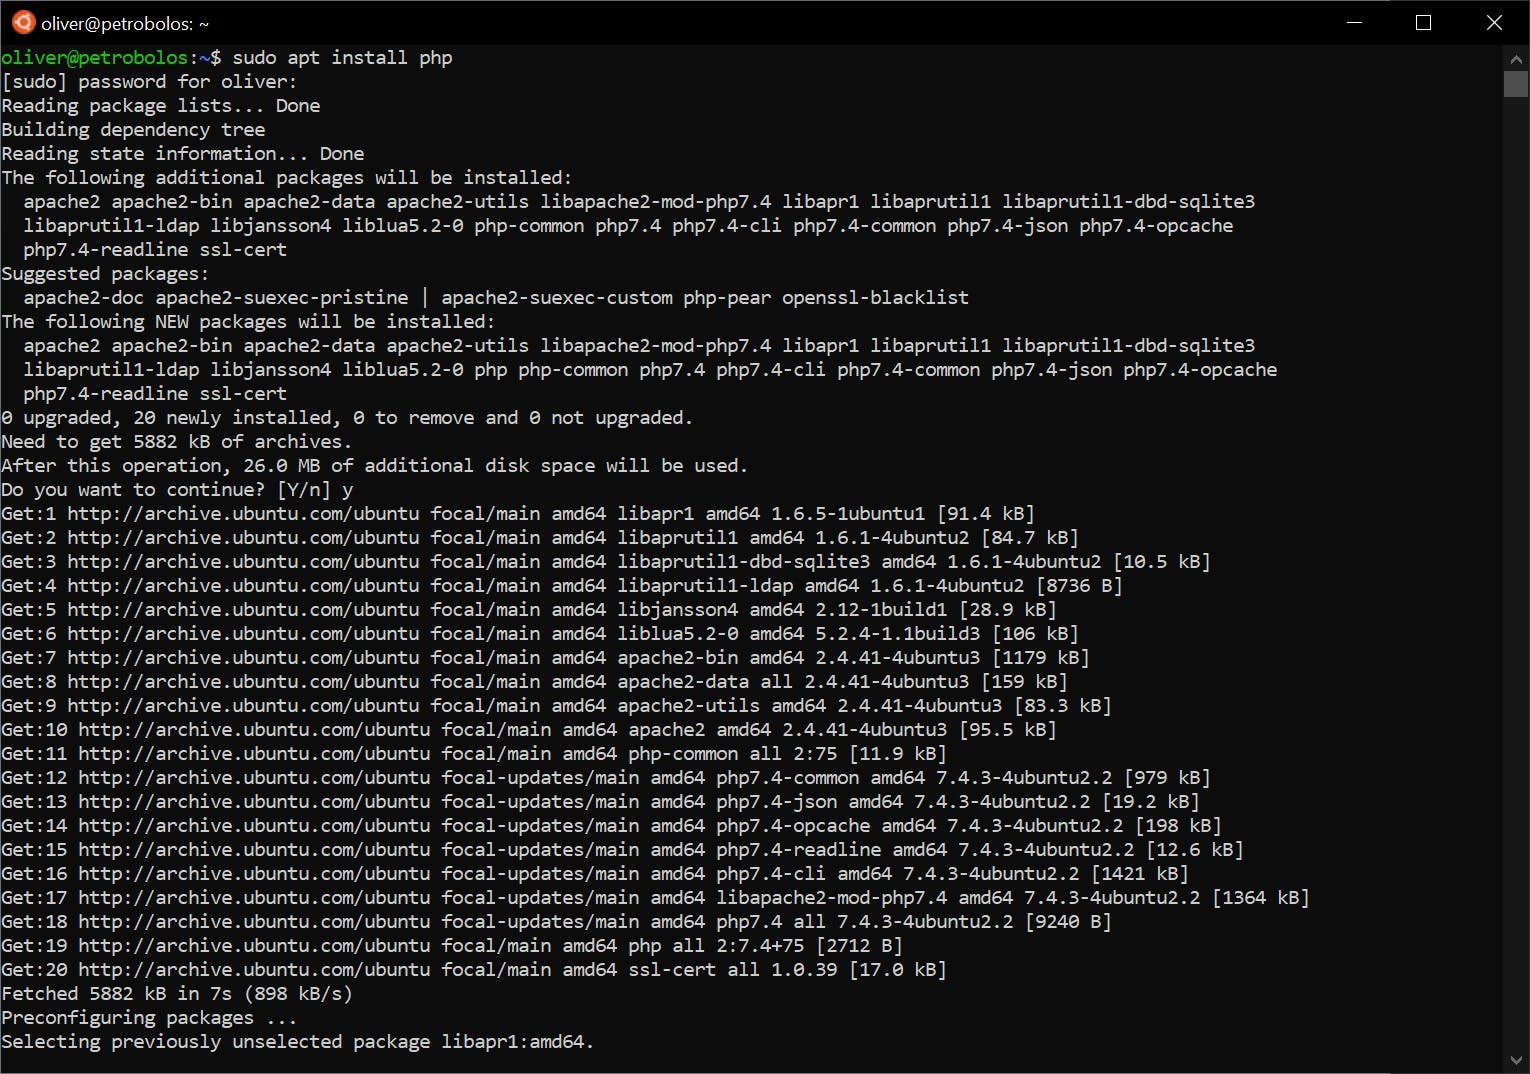 oliver@petrobolos: ~
oliver@petrobolos:~$ sudo apt install php
[sudo] password for oliver:
Reading package lists... Done
Building dependency tree
Reading state information... Done
The following additional packages will be installed:
  apache2 apache2-bin apache2-data apache2-utils libapache2-mod-php7.4 libapr1 libaprutil1 libaprutil1-dbd-sqlite3
  libaprutil1-ldap libjansson4 liblua5.2-0 php-common php7.4 php7.4-cli php7.4-common php7.4-json php7.4-opcache
  php7.4-readline ssl-cert
Suggested packages:
  apache2-doc apache2-suexec-pristine | apache2-suexec-custom php-pear openssl-blacklist
The following NEW packages will be installed:
  apache2 apache2-bin apache2-data apache2-utils libapache2-mod-php7.4 libapr1 libaprutil1 libaprutil1-dbd-sqlite3
  libaprutil1-ldap libjansson4 liblua5.2-0 php php-common php7.4 php7.4-cli php7.4-common php7.4-json php7.4-opcache
  php7.4-readline ssl-cert
0 upgraded, 20 newly installed, 0 to remove and 0 not upgraded.
Need to get 5882 kB of archives.
After this operation, 26.0 MB of additional disk space will be used.
Do you want to continue? [Y/n] y
Get:1 http://archive.ubuntu.com/ubuntu focal/main amd64 libapr1 amd64 1.6.5-1ubuntu1 [91.4 kB]
Get:2 http://archive.ubuntu.com/ubuntu focal/main amd64 libaprutil1 amd64 1.6.1-4ubuntu2 [84.7 kB]
Get:3 http://archive.ubuntu.com/ubuntu focal/main amd64 libaprutil1-dbd-sqlite3 amd64 1.6.1-4ubuntu2 [10.5 kB]
Get:4 http://archive.ubuntu.com/ubuntu focal/main amd64 libaprutil1-ldap amd64 1.6.1-4ubuntu2 [8736 B]
Get:5 http://archive.ubuntu.com/ubuntu focal/main amd64 libjansson4 amd64 2.12-1build1 [28.9 kB]
Get:6 http://archive.ubuntu.com/ubuntu focal/main amd64 liblua5.2-0 amd64 5.2.4-1.1build3 [106 kB]
Get:7 http://archive.ubuntu.com/ubuntu focal/main amd64 apache2-bin amd64 2.4.41-4ubuntu3 [1179 kB]
Get:8 http://archive.ubuntu.com/ubuntu focal/main amd64 apache2-data all 2.4.41-4ubuntu3 [159 kB]
Get:9 http://archive.ubuntu.com/ubuntu focal/main amd64 apache2-utils amd64 2.4.41-4ubuntu3 [83.3 kB]
Get:10 http://archive.ubuntu.com/ubuntu focal/main amd64 apache2 amd64 2.4.41-4ubuntu3 [95.5 kB]
Get:11 http://archive.ubuntu.com/ubuntu focal/main amd64 php-common all 2:75 [11.9 kB]
Get:12 http://archive.ubuntu.com/ubuntu focal-updates/main amd64 php7.4-common amd64 7.4.3-4ubuntu2.2 [979 kB]
Get:13 http://archive.ubuntu.com/ubuntu focal-updates/main amd64 php7.4-json amd64 7.4.3-4ubuntu2.2 [19.2 kB]
Get:14 http://archive.ubuntu.com/ubuntu focal-updates/main amd64 php7.4-opcache amd64 7.4.3-4ubuntu2.2 [198 kB]
Get:15 http://archive.ubuntu.com/ubuntu focal-updates/main amd64 php7.4-readline amd64 7.4.3-4ubuntu2.2 [12.6 kB]
Get:16 http://archive.ubuntu.com/ubuntu focal-updates/main amd64 php7.4-cli amd64 7.4.3-4ubuntu2.2 [1421 kB]
Get:17 http://archive.ubuntu.com/ubuntu focal-updates/main amd64 libapache2-mod-php7.4 amd64 7.4.3-4ubuntu2.2 [1364 kB]
Get:18 http://archive.ubuntu.com/ubuntu focal-updates/main amd64 php7.4 all 7.4.3-4ubuntu2.2 [9240 B]
Get:19 http://archive.ubuntu.com/ubuntu focal/main amd64 php all 2:7.4+75 [2712 B]
Get:20 http://archive.ubuntu.com/ubuntu focal/main amd64 ssl-cert all 1.0.39 [17.0 kB]
Fetched 5882 kB in 7s (898 kB/s)
Preconfiguring packages ...
Selecting previously unselected package libapr1:amd64.